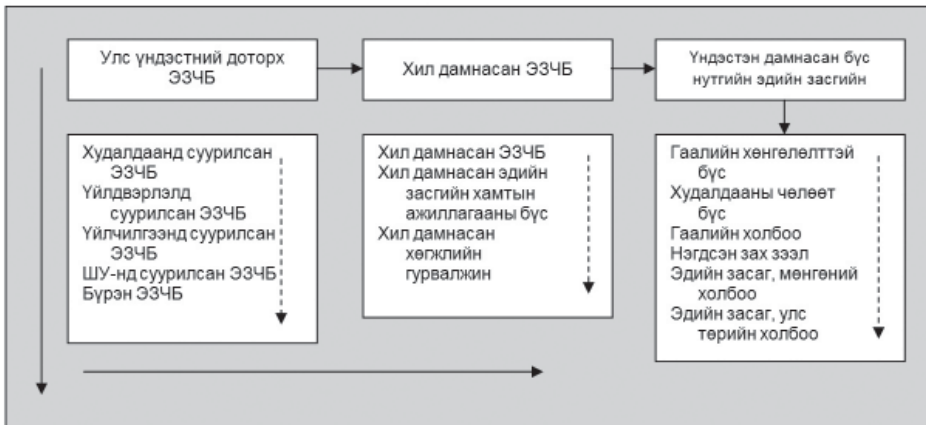 Улс үндэстний доторх
ЭЗЧБ
Хил дамнасан ЭЗЧБ
Үндэстэн дамнасан бүс
нутгийн эдийн засгийн
Худалдаанд суурилсан
ЭЗЧБ
Үйлдвэрлэлд
суурилсан ЭЗЧБ
Үйлчилгээнд суурилсан
ЭЗЧБ
ШУ-нд суурилсан ЭЗЧБ
Бүрэн ЭЗЧБ
Хил дамнасан ЭЗЧБ
Хил дамнасан эдийн
засгийн хамтын
ажиллагааны бүс
Хил дамнасан
хөгжлийн
гурвалжин
Гаалийн хөнгөлөлттэй
бүс
Худалдааны чөлөөт
бүс
Гаалийн холбоо
Нэгдсэн зах зээл
Эдийн засаг, мөнгөний
холбоо
Эдийн засаг, улс
төрийн холбоо